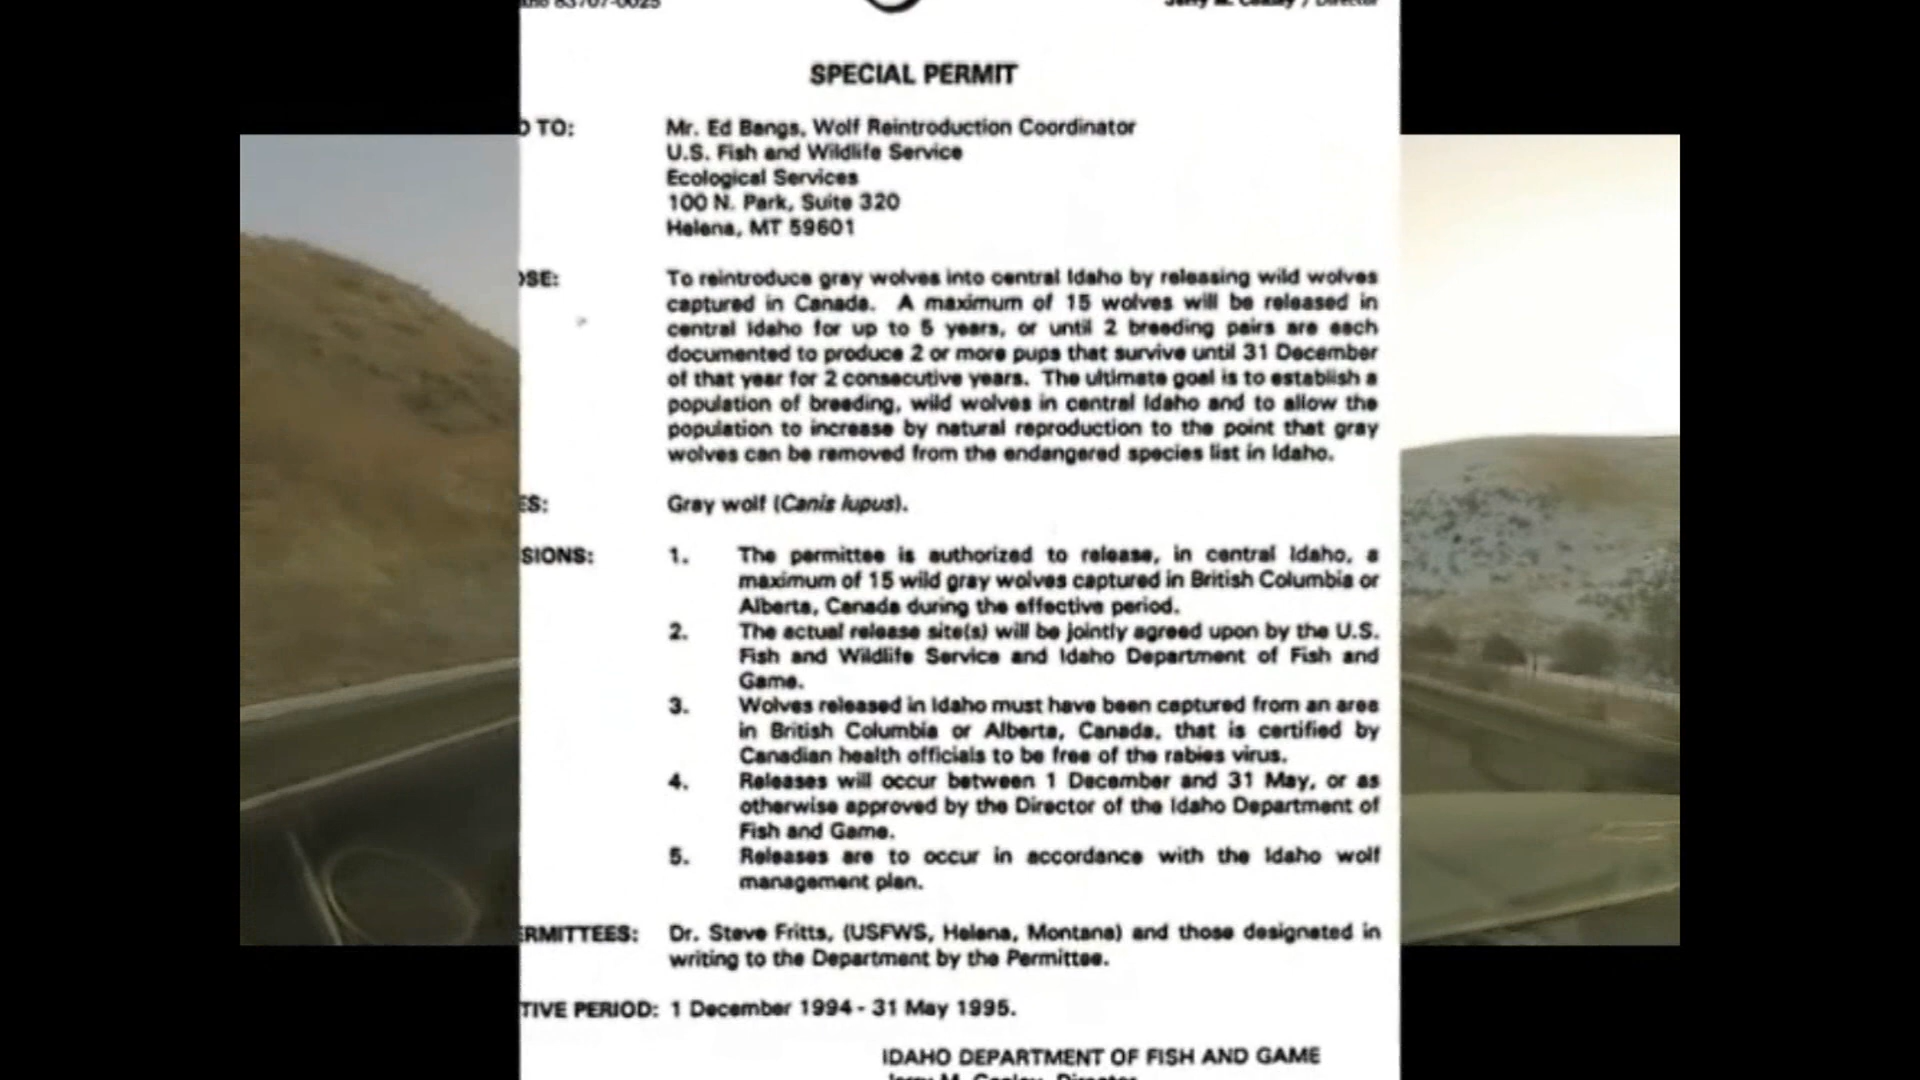 83707-0025
Director
SPECIAL PERMIT
D TO: Mr. Ed Bangs, Wolf Reintroduction Coordinator
U.S. Fish and Wildlife Service
Ecological Services
100 N. Park, Suite 320
Helena, MT 59601
OSE: To reintroduce gray wolves into central Idaho by releasing wild wolves
captured in Canada. A maximum of 15 wolves will be released in
central Idaho for up to 5 years, or until 2 breeding pairs are each
documented to produce 2 or more pups that survive until 31 December
of that year for 2 consecutive years. The ultimate goal is to establish a
population of breeding, wild wolves in central Idaho and to allow the
population to increase by natural reproduction to the point that gray
wolves can be removed from the endangered species list in Idaho.
ES: Gray wolf (Canis lupus).
SIONS: 1. The permittee is authorized to release, in central Idaho, a
maximum of 15 wild gray wolves captured in British Columbia or
Alberta, Canada during the effective period.
2. The actual release site(s) will be jointly agreed upon by the U.S.
Fish and Wildlife Service and Idaho Department of Fish and
Game.
3. Wolves released in Idaho must have been captured from an area
in British Columbia or Alberta, Canada, that is certified by
Canadian health officials to be free of the rabies virus.
4. Releases will occur between 1 December and 31 May, or as
otherwise approved by the Director of the Idaho Department of
Fish and Game.
5. Releases are to occur in accordance with the Idaho wolf
management plan.
ERMITTEES: Dr. Steve Fritts, (USFWS, Helena, Montana) and those designated in
writing to the Department by the Permittee.
TIVE PERIOD: 1 December 1994 - 31 May 1995.
IDAHO DEPARTMENT OF FISH AND GAME
Director